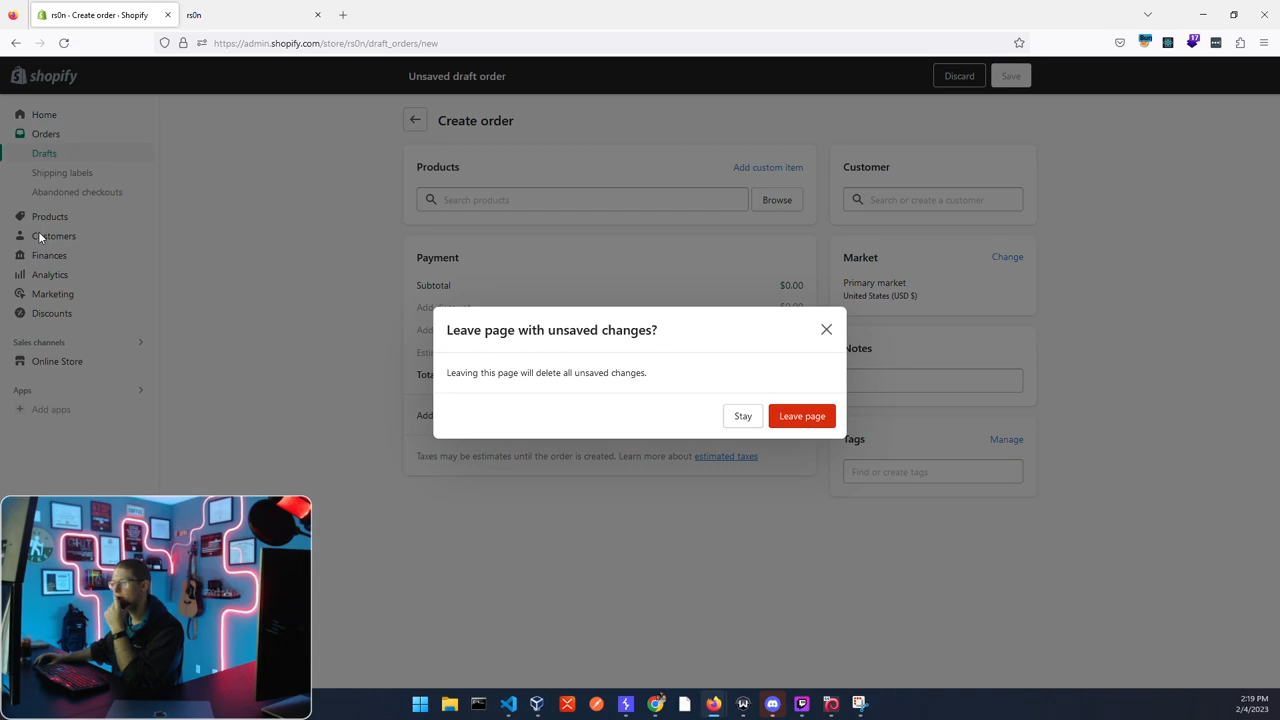 rs0n - Create order · Shopify
rs0n
https://admin.shopify.com/store/rs0n/draft_orders/new
17
shopify
Unsaved draft order
Discard
Save
Home
Orders
Drafts
Shipping labels
Abandoned checkouts
Products
Customers
Finances
Analytics
Marketing
Discounts
Sales channels
Online Store
Apps
Add apps
Create order
Products
Add custom item
Search products
Browse
Payment
Subtotal
$0.00
Total
Add
Taxes may be estimates until the order is created. Learn more about estimated taxes
Customer
Search or create a customer
Market
Change
Primary market
United States (USD $)
Notes
Tags
Manage
Find or create tags
Leave page with unsaved changes?
Leaving this page will delete all unsaved changes.
Stay
Leave page
2:19 PM
2/4/2023